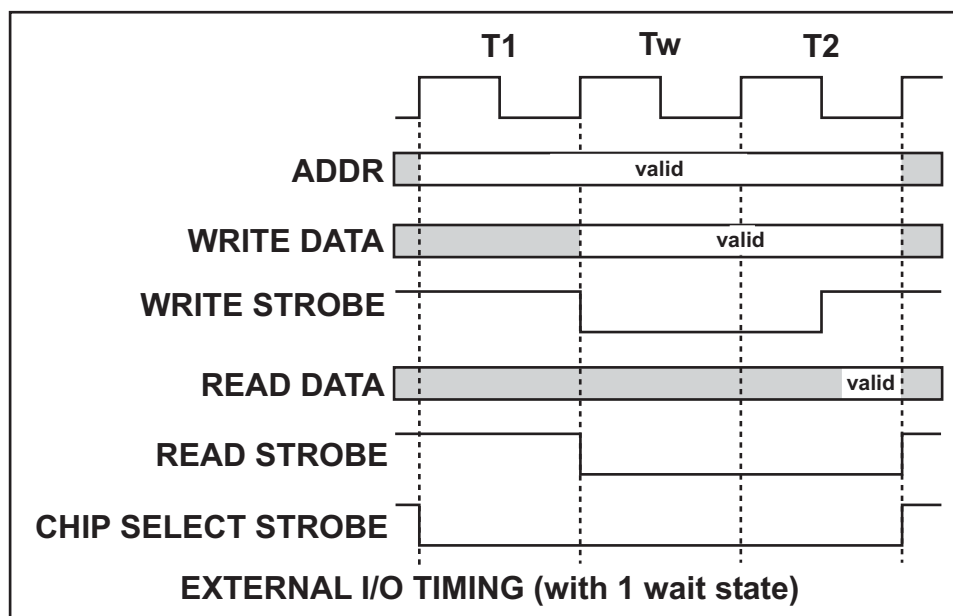 T1 Tw T2
ADDR valid
WRITE DATA valid
WRITE STROBE
READ DATA valid
READ STROBE
CHIP SELECT STROBE
EXTERNAL I/O TIMING (with 1 wait state)